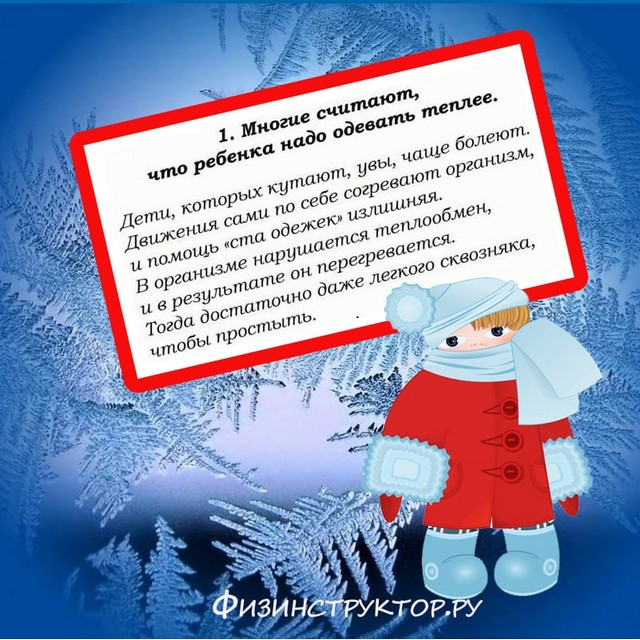 1. Многие считают,
что ребенка надо одевать теплее.
Дети, которых кутают, увы, чаще болеют.
Движения сами по себе согревают организм,
и помощь «ста одежек» излишняя.
В организме нарушается теплообмен,
и в результате он перегревается.
Тогда достаточно даже легкого сквозняка,
чтобы простыть.
Физинструктор.ру